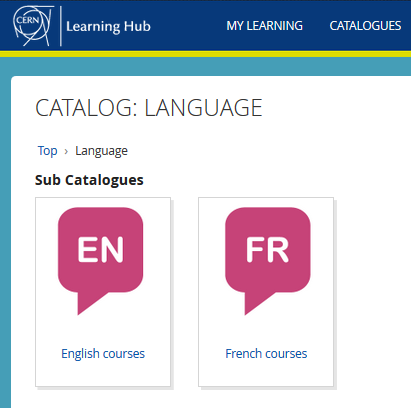 CERN Learning Hub MY LEARNING CATALOGUES
CATALOG: LANGUAGE
Top › Language
Sub Catalogues
EN FR
English courses French courses